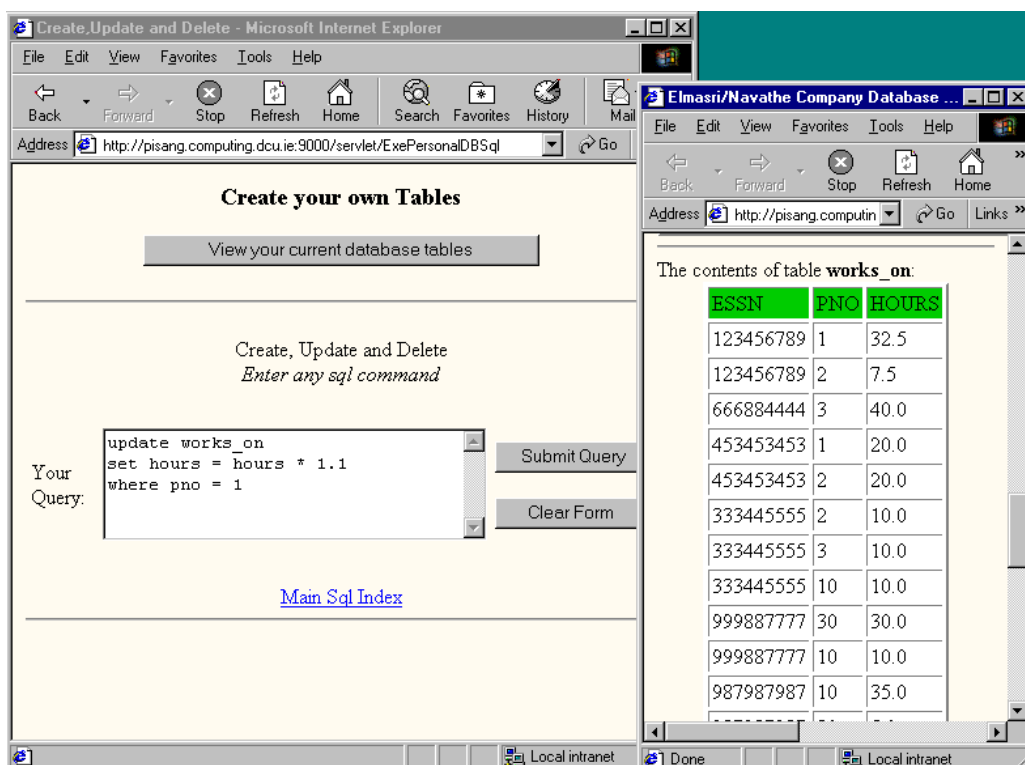 Create,Update and Delete - Microsoft Internet Explorer
File Edit View Favorites Tools Help
Back Forward Stop Refresh Home Search Favorites History Mail
Address http://pisang.computing.dcu.ie:9000/servlet/ExePersonalDBSql Go
Create your own Tables
View your current database tables
Create, Update and Delete
Enter any sql command
Your Query:
update works_on
set hours = hours * 1.1
where pno = 1
Submit Query
Clear Form
Main Sql Index
Local intranet
Elmasri/Navathe Company Database ...
File Edit View Favorites Tools Help
Back Forward Stop Refresh Home »
Address http://pisang.computin Go Links »
The contents of table works_on:
ESSN PNO HOURS
123456789 1 32.5
123456789 2 7.5
666884444 3 40.0
453453453 1 20.0
453453453 2 20.0
333445555 2 10.0
333445555 3 10.0
333445555 10 10.0
999887777 30 30.0
999887777 10 10.0
987987987 10 35.0
Done Local intranet